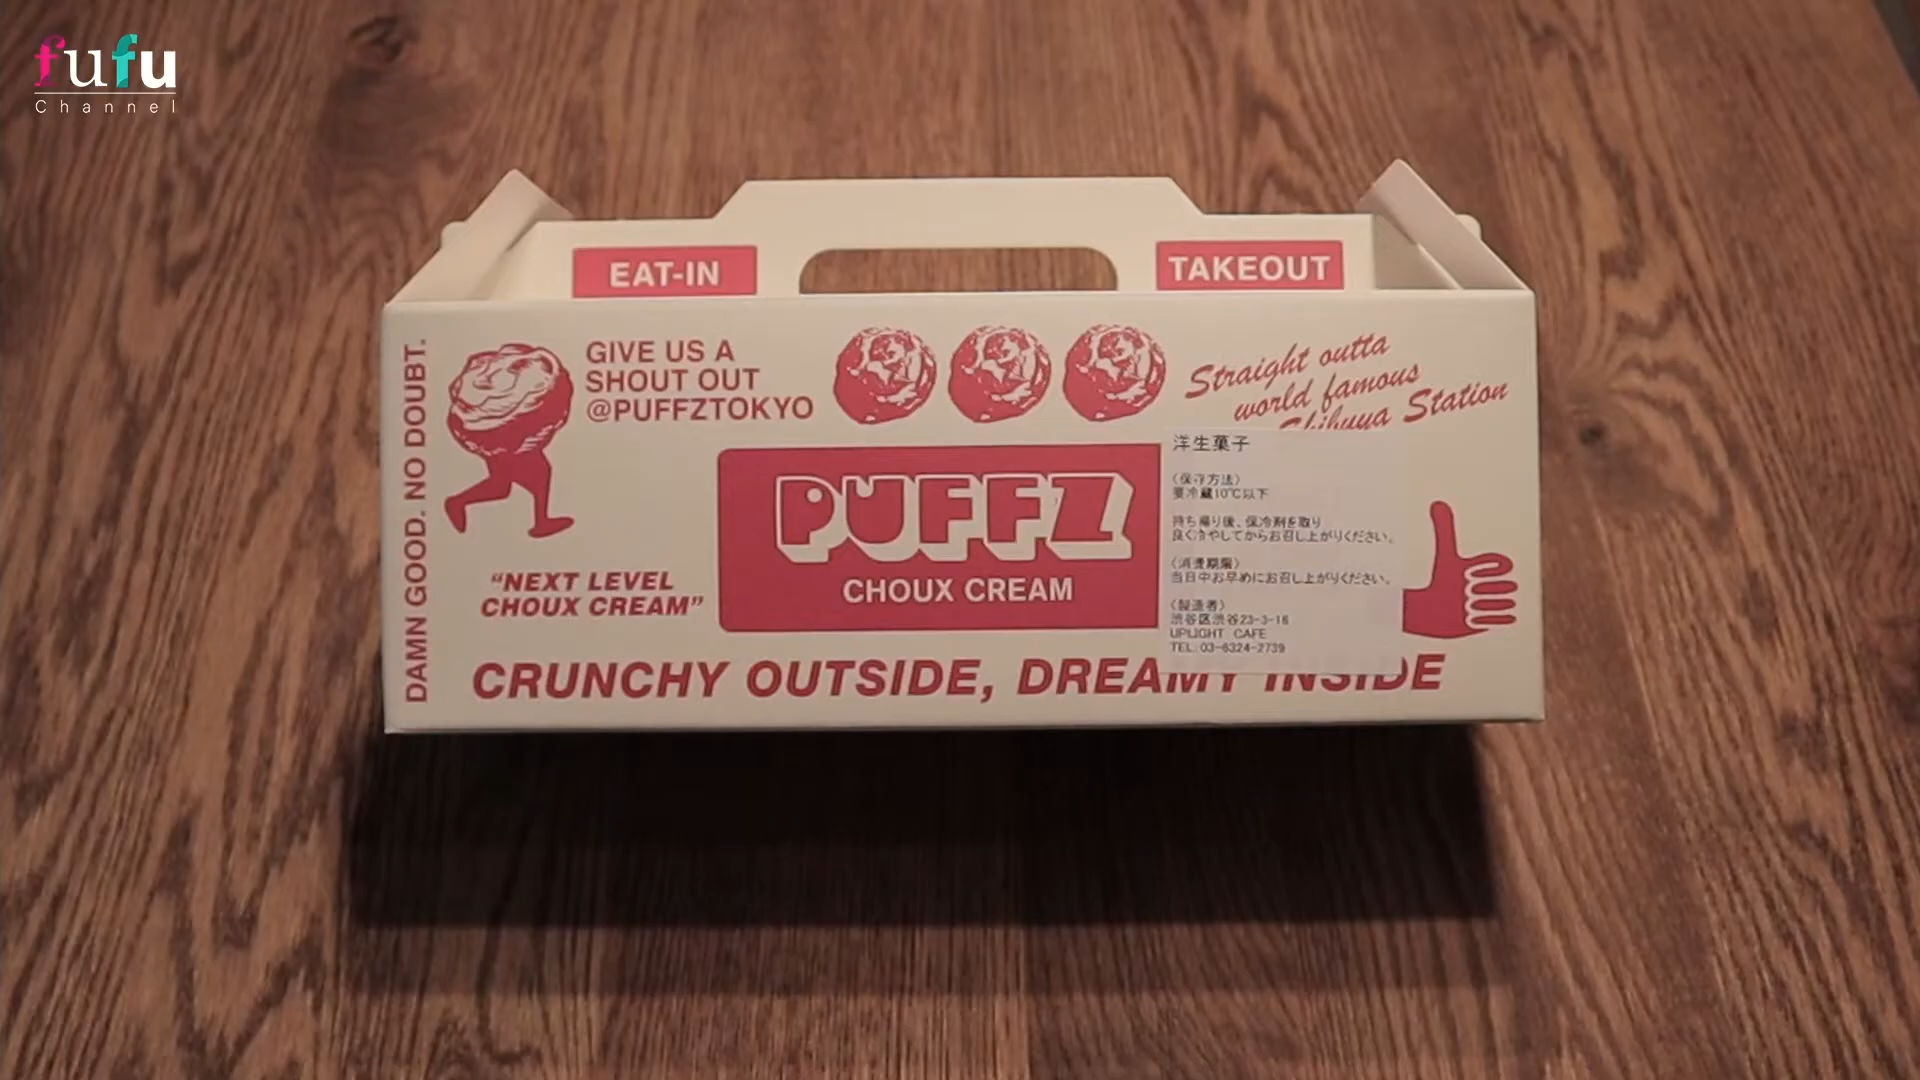 fufu
Channel
EAT-IN
TAKEOUT
DAMN GOOD. NO DOUBT.
GIVE US A
SHOUT OUT
@PUFFZTOKYO
Straight outta
world famous
Shibuya Station
PUFFZ
CHOUX CREAM
“NEXT LEVEL
CHOUX CREAM”
洋生菓子
(保存方法)
要冷蔵10℃以下
持ち帰り後、保冷剤を取り
良く冷やしてからお召し上がりください。
(消費期限)
当日中お早めにお召し上がりください。
(製造者)
渋谷区渋谷23-3-16
UPLIGHT CAFE
TEL:03-6324-2739
CRUNCHY OUTSIDE, DREAMY INSIDE